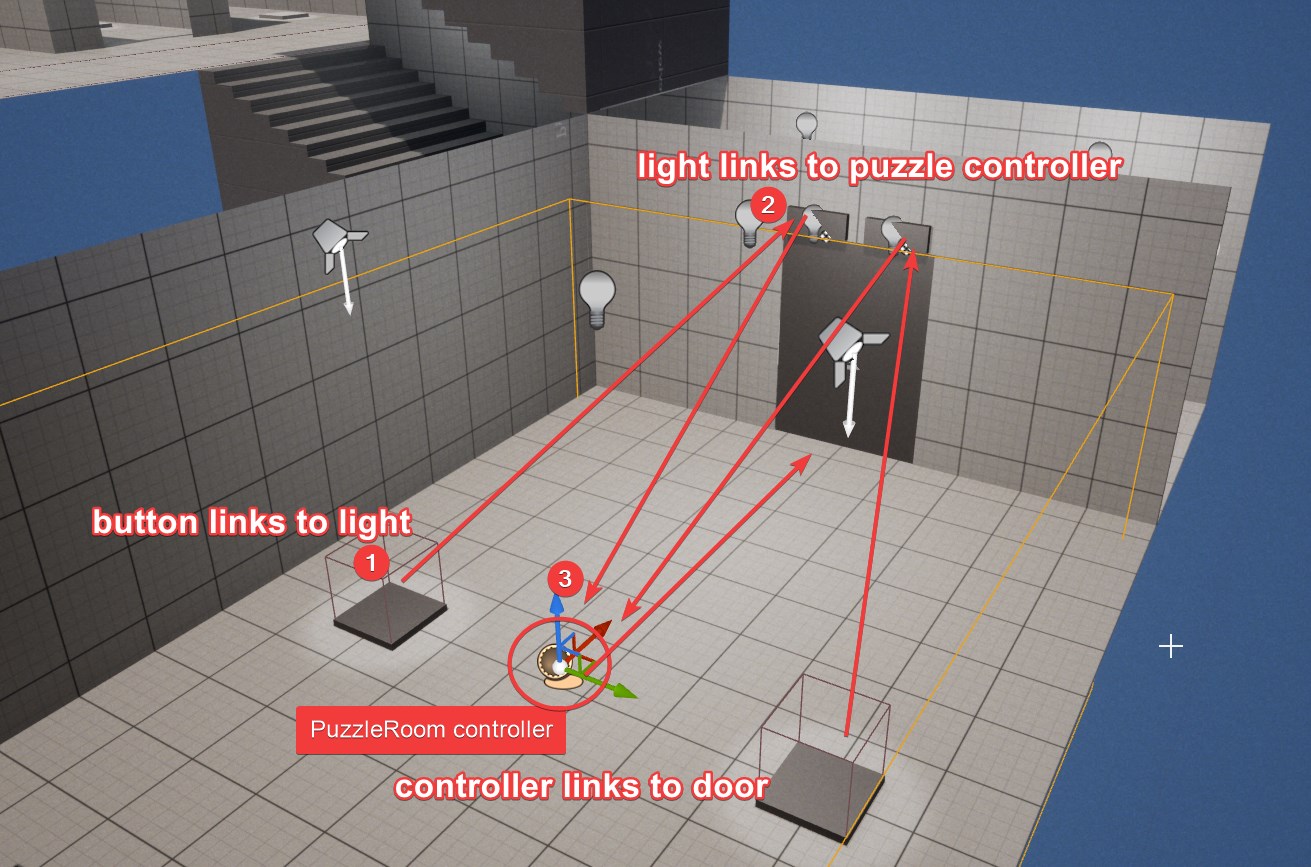 light links to puzzle controller
2
button links to light
1
3
PuzzleRoom controller
controller links to door